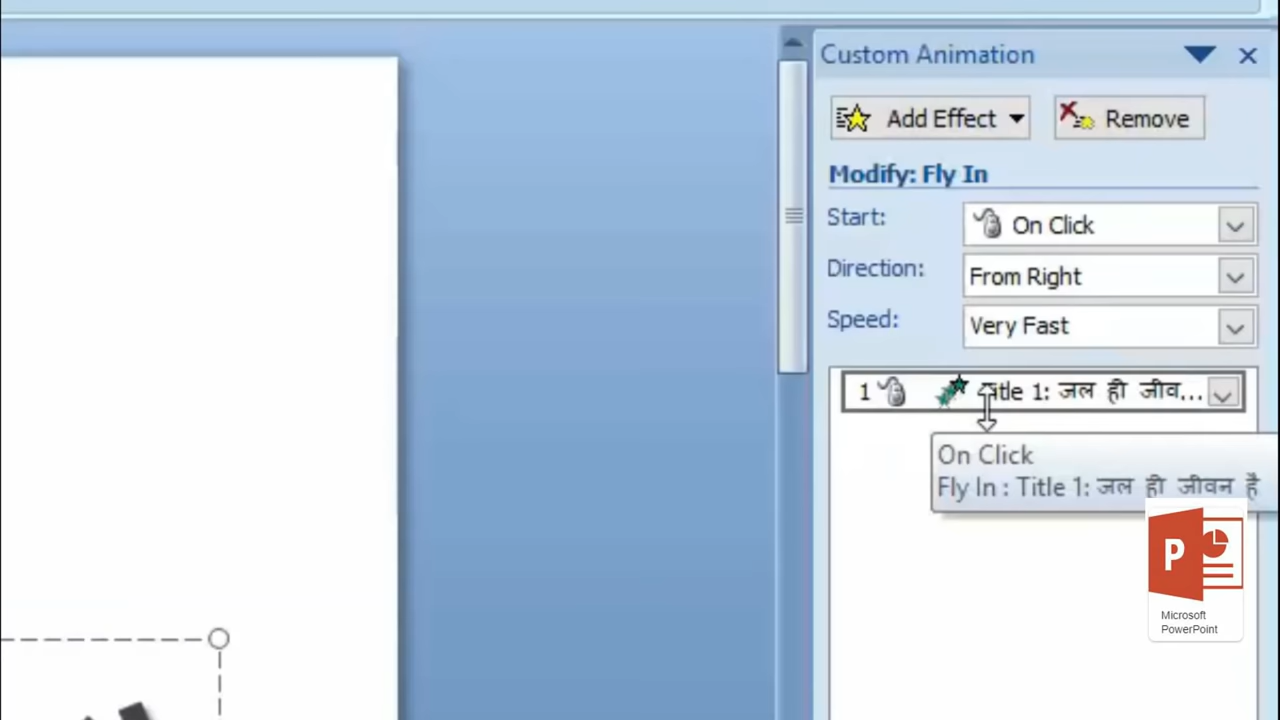 Custom Animation
Add Effect
Remove
Modify: Fly In
Start:
On Click
Direction:
From Right
Speed:
Very Fast
1 Title 1: जल ही जीव...
On Click
Fly In : Title 1: जल ही जीवन है
P
Microsoft
PowerPoint